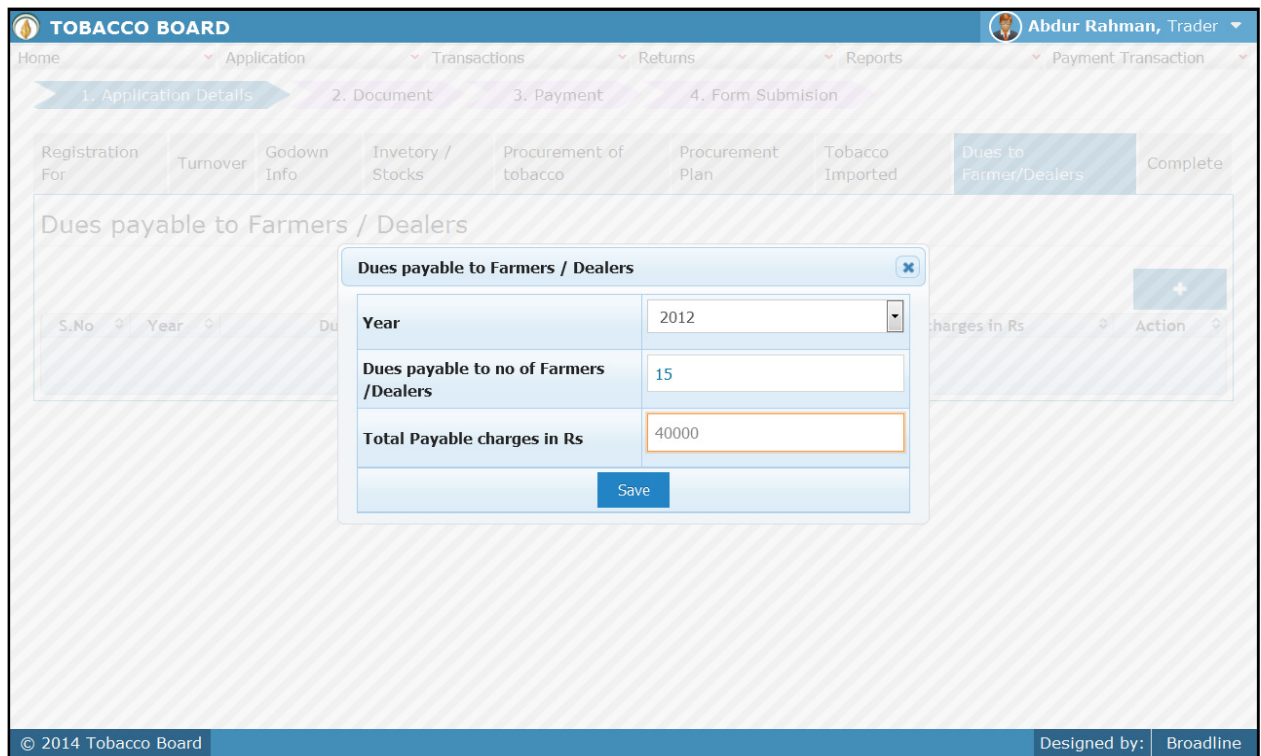 TOBACCO BOARD
Abdur Rahman, Trader
Home Application Transactions Returns Reports Payment Transaction
1. Application Details 2. Document 3. Payment 4. Form Submision
Registration For Turnover Godown Info Invetory / Stocks Procurement of tobacco Procurement Plan Tobacco Imported Dues to Farmer/Dealers Complete
Dues payable to Farmers / Dealers
Dues payable to Farmers / Dealers
S.No Year Du charges in Rs Action
Year 2012
Dues payable to no of Farmers
/Dealers
15
Total Payable charges in Rs 40000
Save
© 2014 Tobacco Board Designed by: Broadline